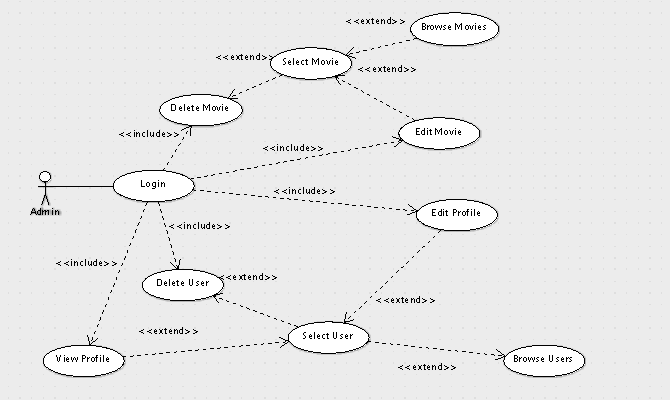 <<extend>>
Browse Movies
<<extend>>
Select Movie
<<extend>>
Delete Movie
<<include>>
Edit Movie
<<include>>
Login
<<include>>
Admin
Edit Profile
<<include>>
<<include>>
Delete User
<<extend>>
<<extend>>
<<extend>>
Select User
View Profile
Browse Users
<<extend>>